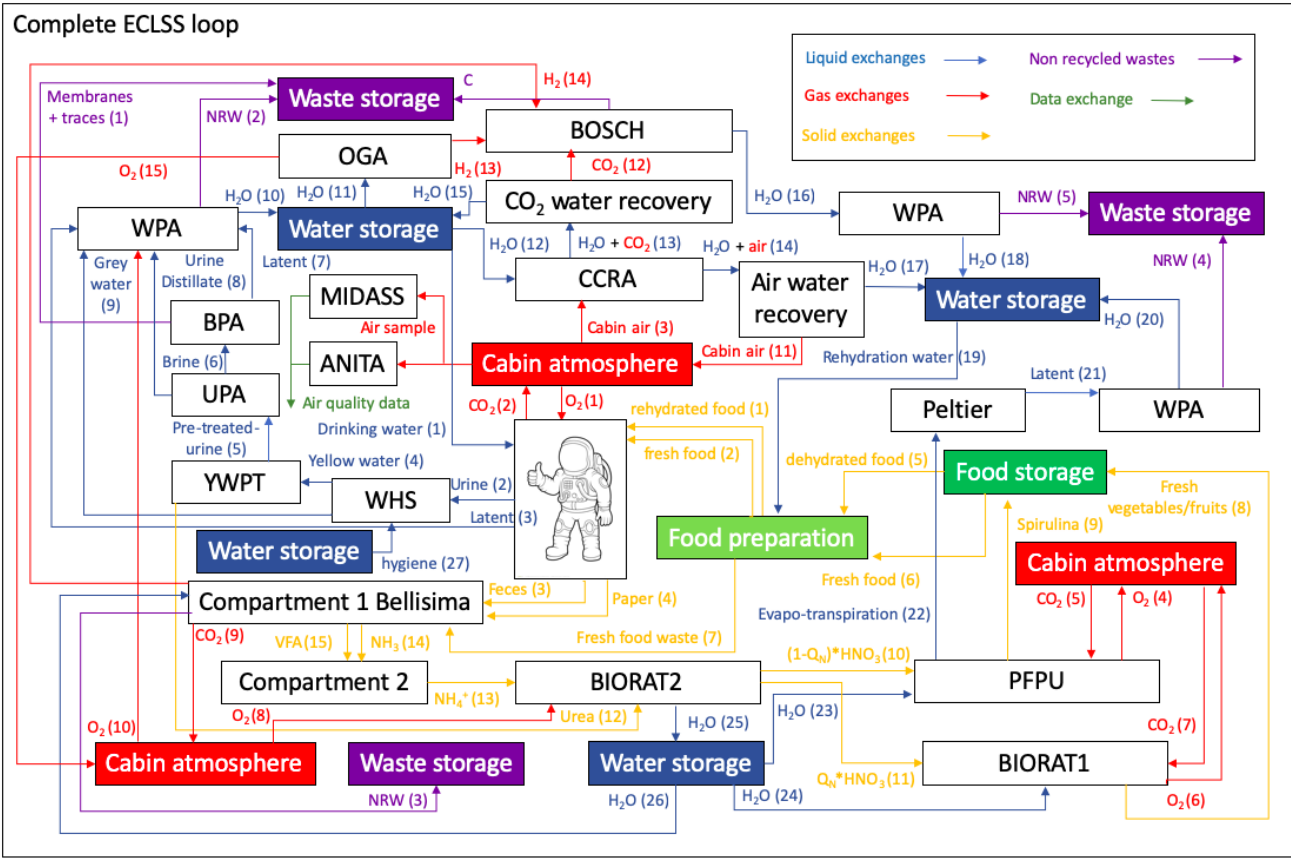 Complete ECLSS loop
Liquid exchanges
Non recycled wastes
Gas exchanges
Data exchange
Solid exchanges
Membranes
+ traces (1)
NRW (2)
Waste storage
C
H₂ (14)
BOSCH
OGA
O₂ (15)
H₂ (13)
CO₂ (12)
H₂O (10)
H₂O (11)
H₂O (15)
CO₂ water recovery
H₂O (16)
WPA
NRW (5)
Waste storage
WPA
Water storage
H₂O (12)
H₂O + CO₂ (13)
H₂O + air (14)
Grey
water
(9)
Urine
Distillate (8)
Latent (7)
CCRA
Air water
recovery
H₂O (17)
H₂O (18)
NRW (4)
Water storage
H₂O (20)
MIDASS
BPA
Air sample
Cabin air (3)
Cabin air (11)
Rehydration water (19)
Brine (6)
ANITA
Cabin atmosphere
Latent (21)
UPA
Air quality data
CO₂ (2)
O₂ (1)
rehydrated food (1)
Peltier
WPA
Pre-treated-
urine (5)
Drinking water (1)
fresh food (2)
Yellow water (4)
dehydrated food (5)
Food storage
YWPT
WHS
Urine (2)
Fresh
vegetables/fruits (8)
Latent (3)
Spirulina (9)
Water storage
hygiene (27)
Food preparation
Cabin atmosphere
Feces (3)
Fresh food (6)
Compartment 1 Bellisima
Paper (4)
CO₂ (5)
O₂ (4)
Evapo-transpiration (22)
CO₂ (9)
VFA (15)
NH₃ (14)
Fresh food waste (7)
(1-Qₙ)*HNO₃ (10)
Compartment 2
NH₄⁺ (13)
BIORAT2
PFPU
O₂ (10)
O₂ (8)
Urea (12)
H₂O (25)
H₂O (23)
CO₂ (7)
Cabin atmosphere
Waste storage
Water storage
BIORAT1
Qₙ*HNO₃ (11)
NRW (3)
H₂O (26)
H₂O (24)
O₂ (6)